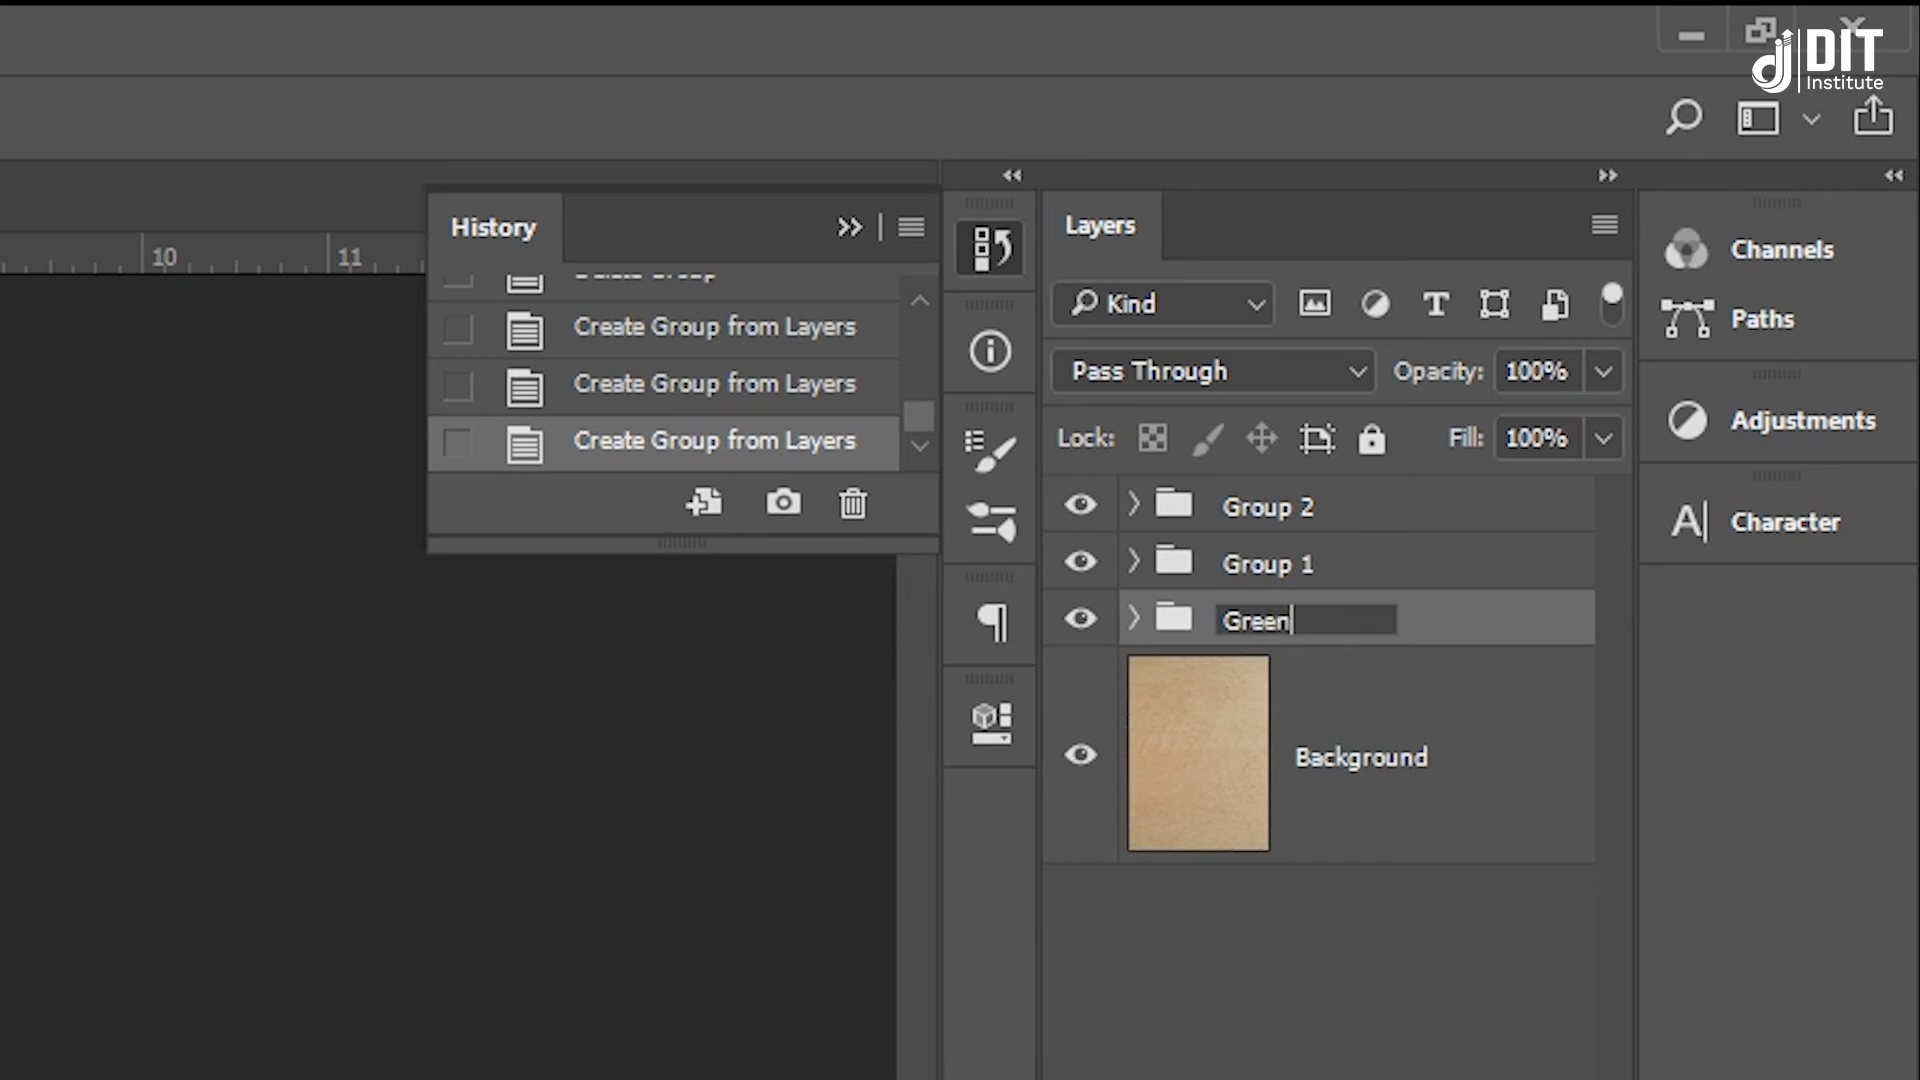 DIT
Institute
History
10
11
Create Group from Layers
Create Group from Layers
Create Group from Layers
Layers
Kind
Pass Through
Opacity: 100%
Lock:
Fill: 100%
Group 2
Group 1
Green
Background
Channels
Paths
Adjustments
Character